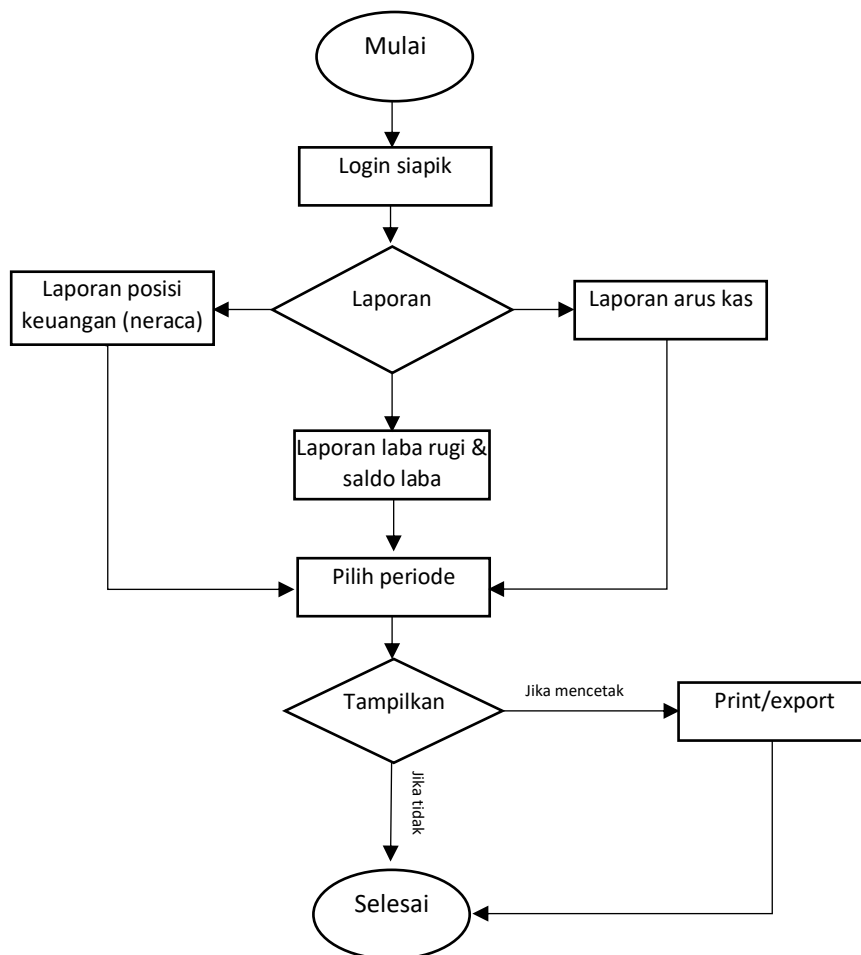 Mulai
Login siapik
Laporan
Laporan posisi
keuangan (neraca)
Laporan arus kas
Laporan laba rugi &
saldo laba
Pilih periode
Tampilkan
Jika mencetak
Print/export
Jika tidak
Selesai